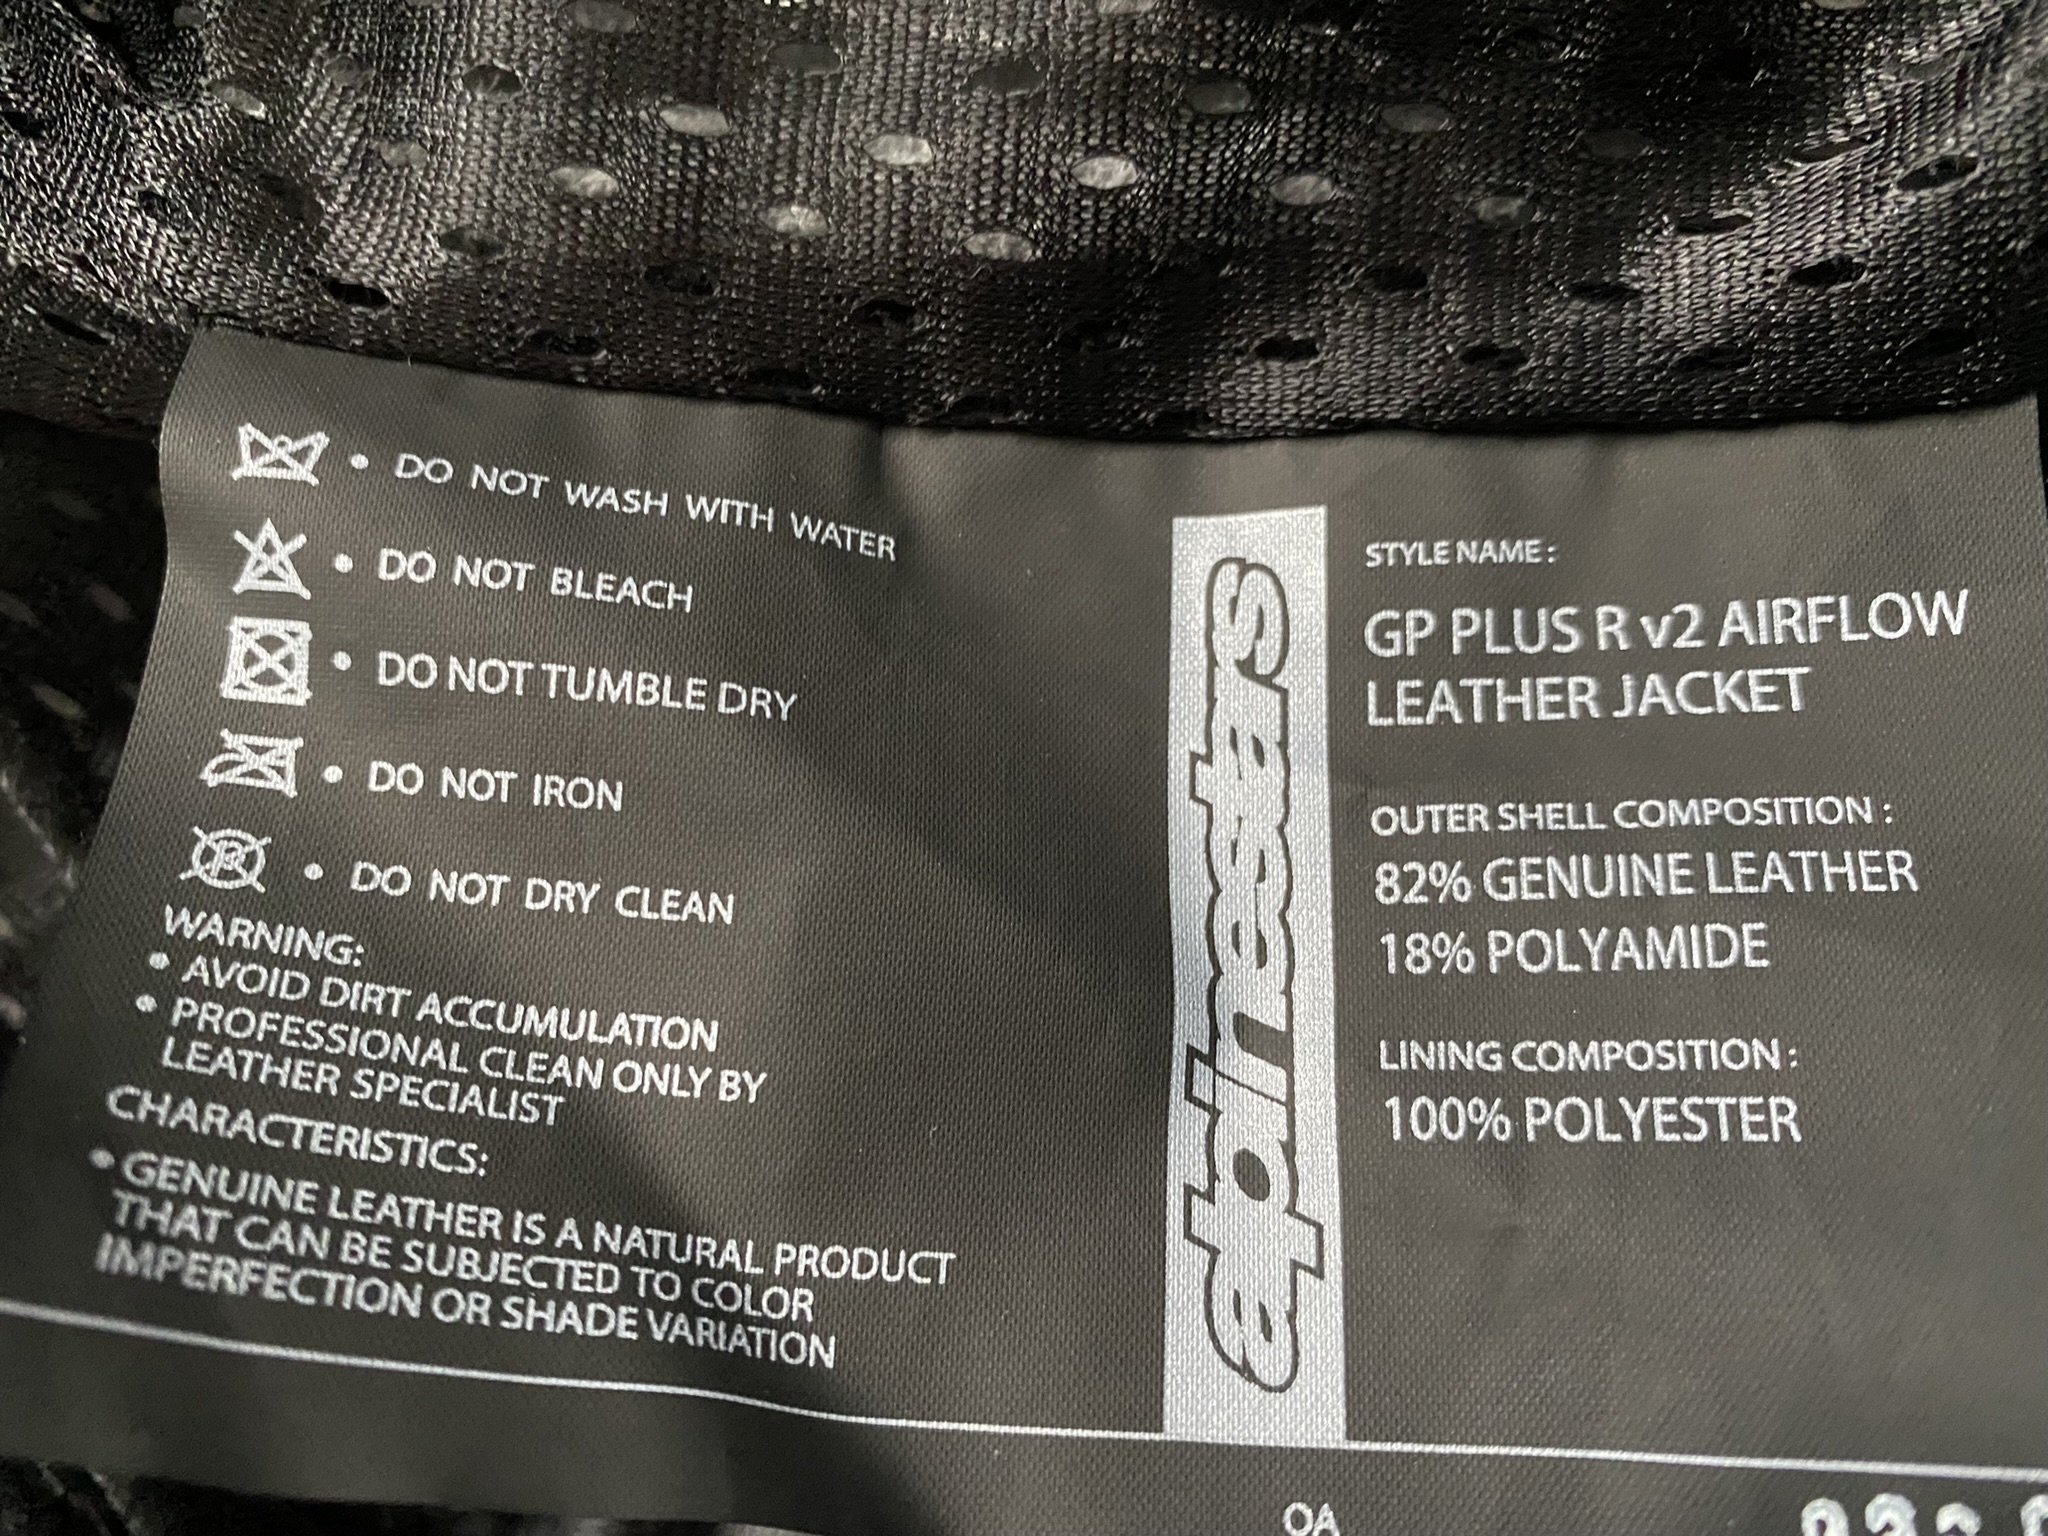 • DO NOT WASH WITH WATER
• DO NOT BLEACH
• DO NOT TUMBLE DRY
• DO NOT IRON
• DO NOT DRY CLEAN
WARNING:
• AVOID DIRT ACCUMULATION
• PROFESSIONAL CLEAN ONLY BY
LEATHER SPECIALIST
CHARACTERISTICS:
• GENUINE LEATHER IS A NATURAL PRODUCT
THAT CAN BE SUBJECTED TO COLOR
IMPERFECTION OR SHADE VARIATION
alpinestars
STYLE NAME:
GP PLUS R v2 AIRFLOW
LEATHER JACKET
OUTER SHELL COMPOSITION :
82% GENUINE LEATHER
18% POLYAMIDE
LINING COMPOSITION :
100% POLYESTER
OA